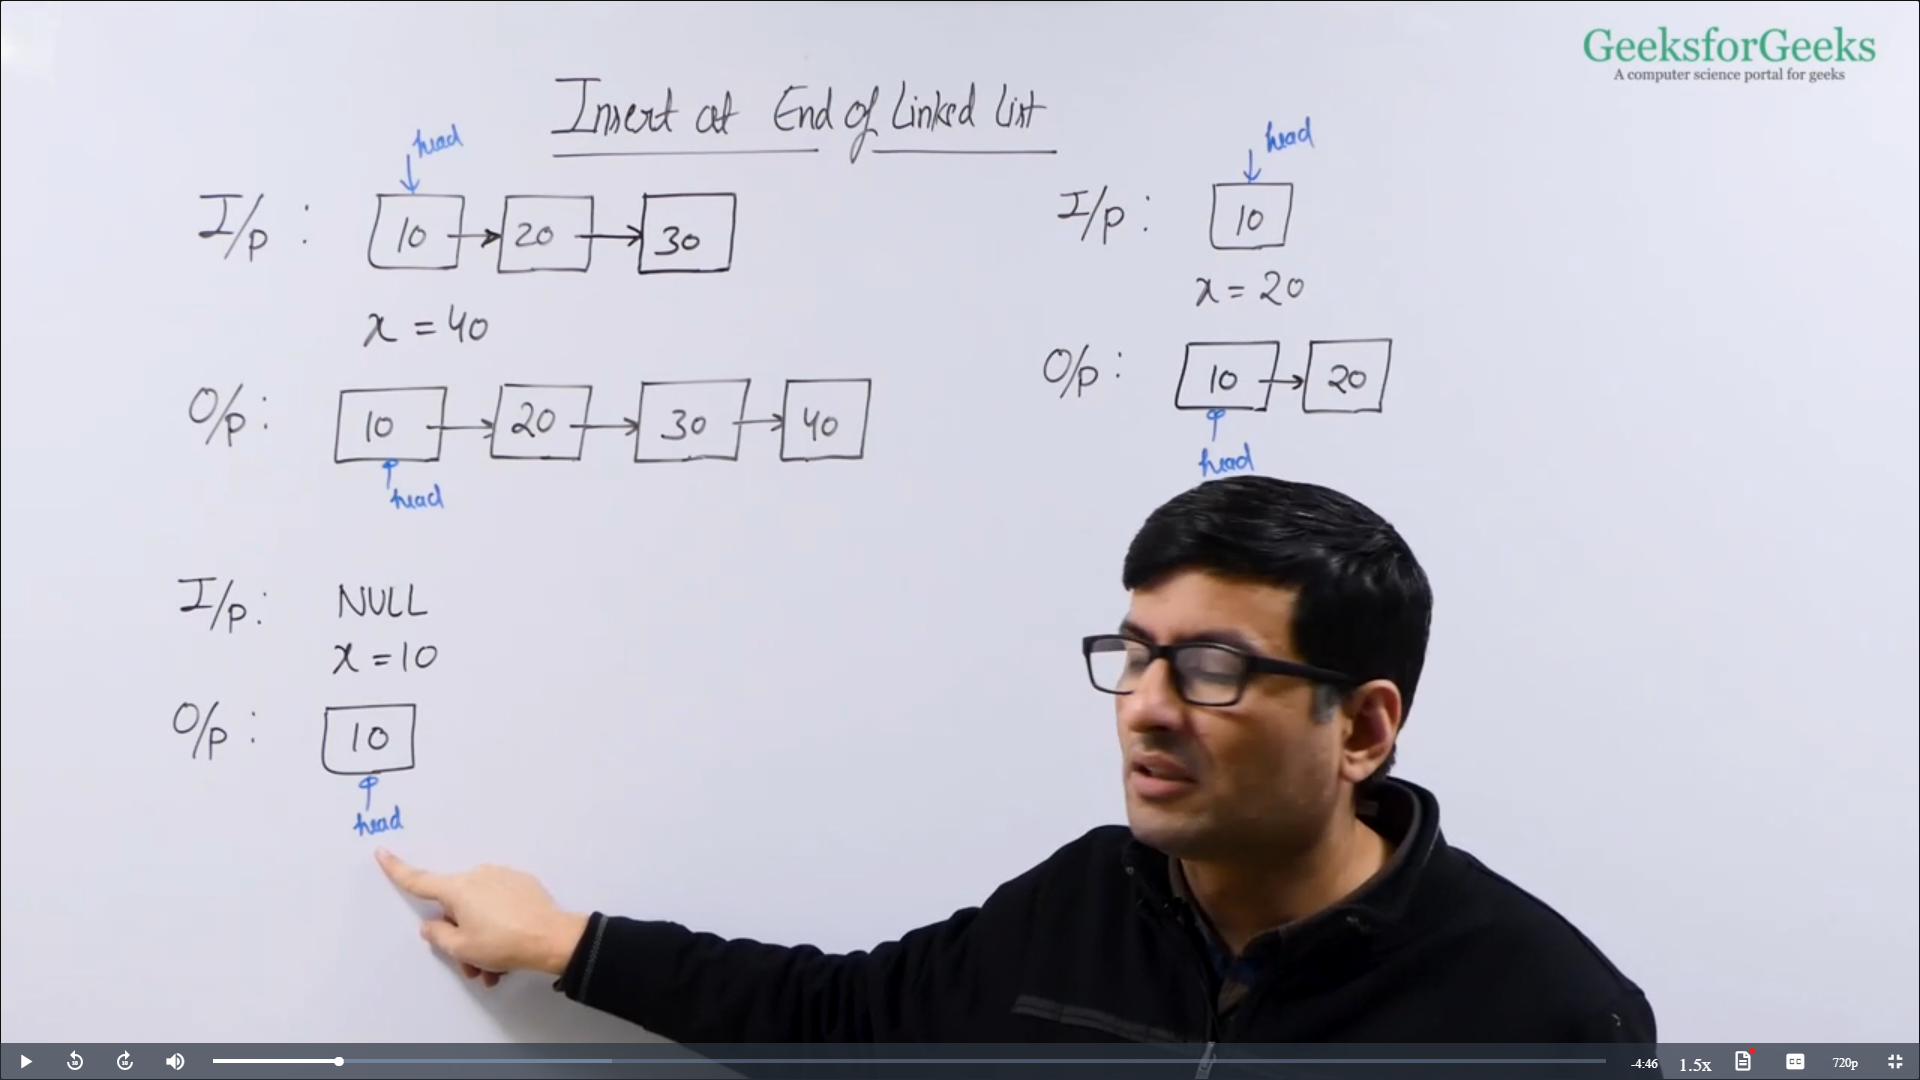 GeeksforGeeks
A computer science portal for geeks
Insert at End of Linked List
head
I/p : 10 20 30
x = 40
O/p : 10 20 30 40
head
I/p : NULL
x = 10
O/p : 10
head
head
I/p : 10
x = 20
O/p : 10 20
head
-4:46 1.5x CC 720p